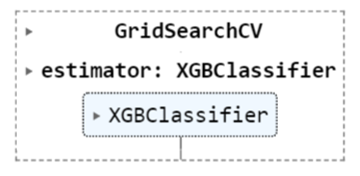 GridSearchCV
estimator: XGBClassifier
XGBClassifier